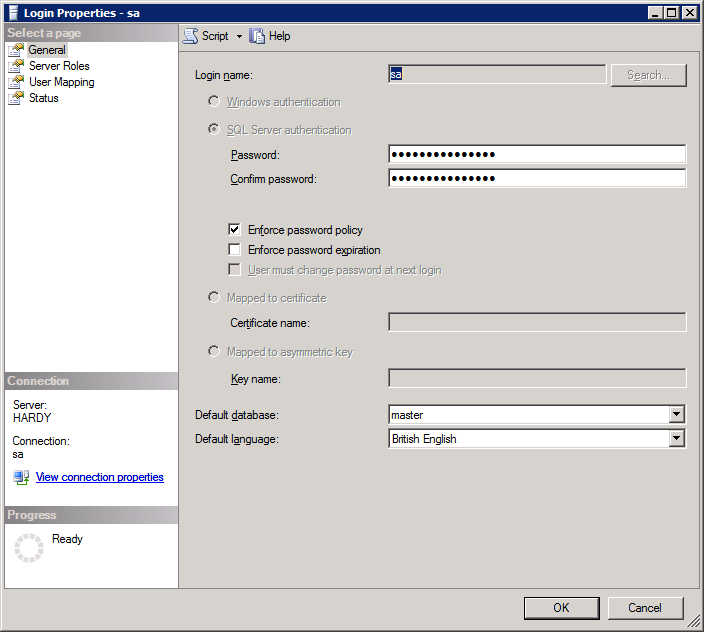 Login Properties - sa
Select a page
General
Server Roles
User Mapping
Status
Script
Help
Login name:
sa
Search...
Windows authentication
SQL Server authentication
Password:
●●●●●●●●●●●●●●●
Confirm password:
●●●●●●●●●●●●●●●
Enforce password policy
Enforce password expiration
User must change password at next login
Mapped to certificate
Certificate name:
Mapped to asymmetric key
Key name:
Default database:
master
Default language:
British English
Connection
Server:
HARDY
Connection:
sa
View connection properties
Progress
Ready
OK
Cancel